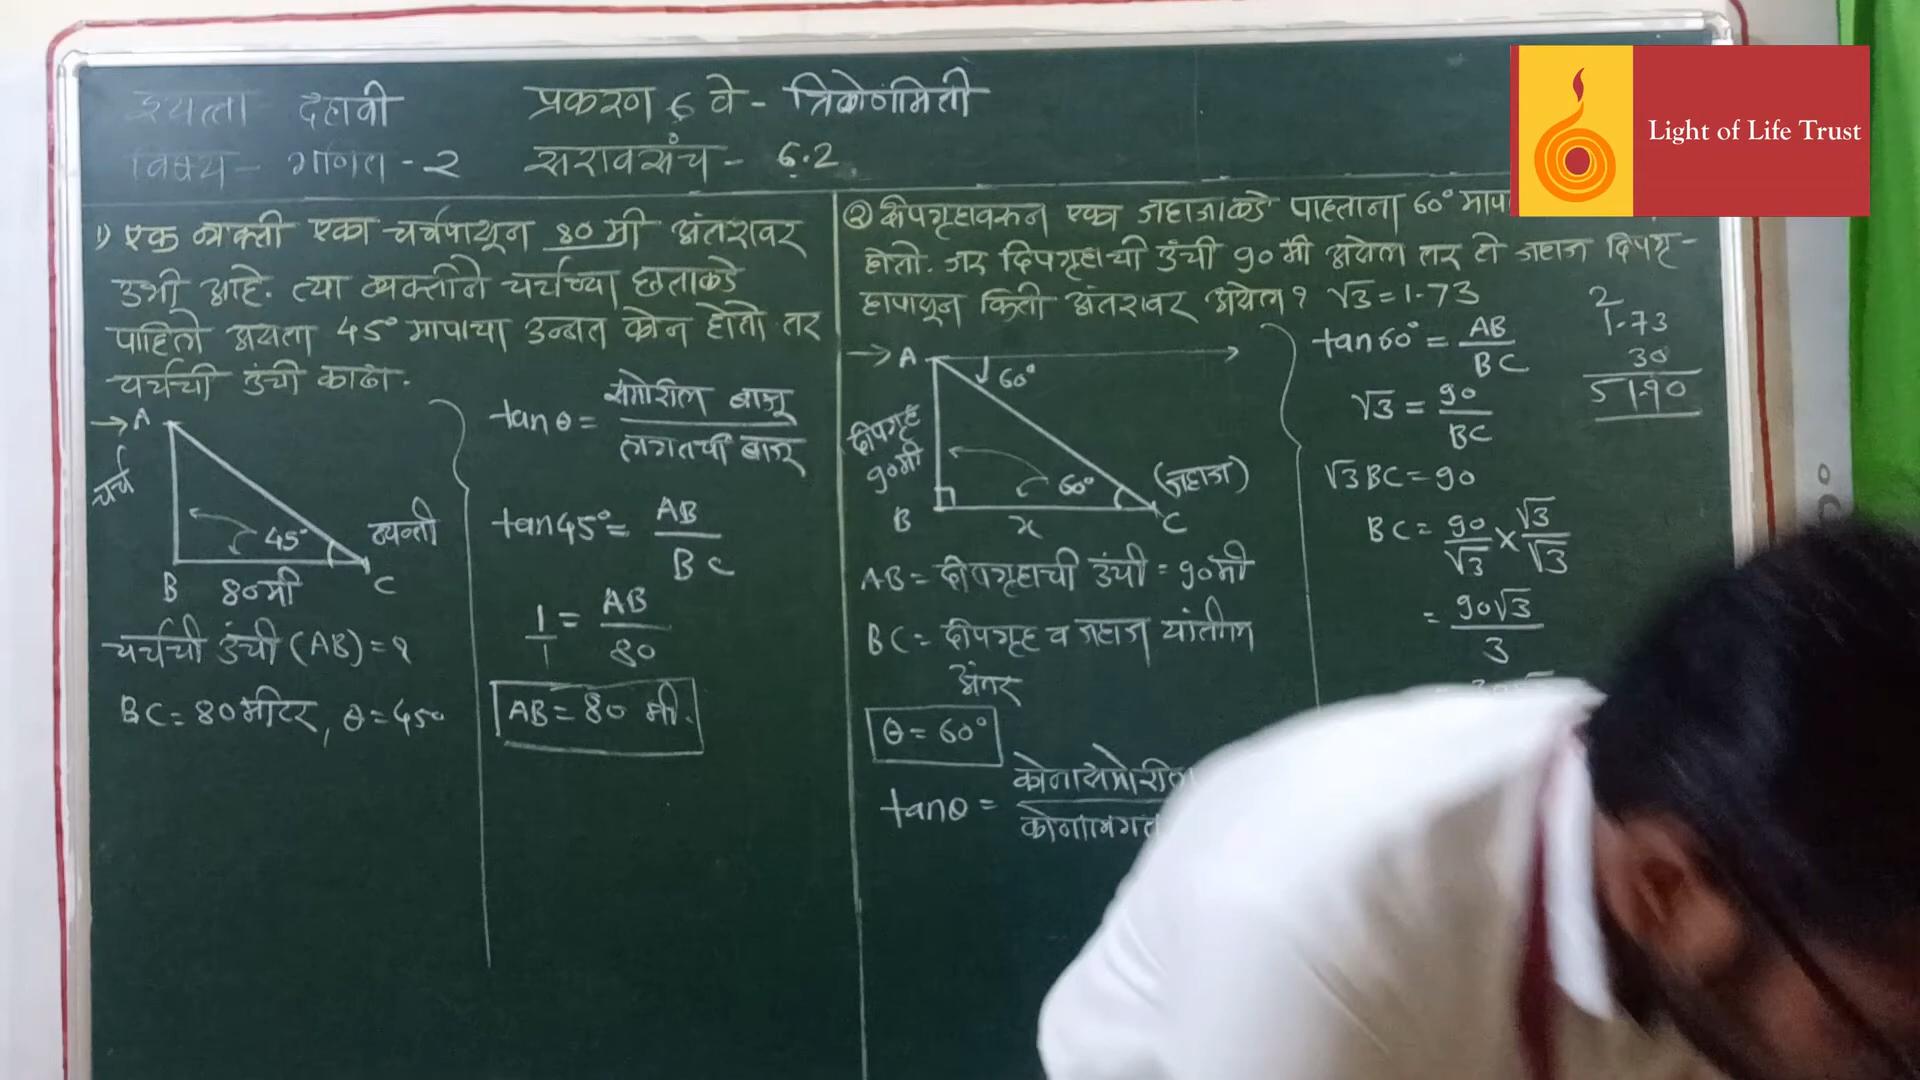 इयत्ता दहावी प्रकरण 6 वे - त्रिकोणमिती
विषय - गणित - 2 सरावसंच - 6.2
Light of Life Trust
1) एक व्यक्ती एका चर्चपासून 80 मी अंतरावर
उभी आहे. त्या व्यक्तीने चर्चच्या छताकडे
पाहिले असता 45° मापाचा उन्नत कोन होतो तर
चर्चची उंची काढा.
→ A
चर्च
45°
व्यक्ती
B 80मी C
चर्चची उंची (AB) = ?
BC = 80 मीटर, θ = 45°
tan θ = समोरील बाजू
लगतची बाजू
tan 45° = AB
BC
1 = AB
1 80
AB = 80 मी.
② दीपगृहावरून एका जहाजाकडे पाहताना 60°
होतो. जर दिपगृहाची उंची 90 मी असेल तर ते जहाज दिपगृ-
हापासून किती अंतरावर असेल? √3 = 1.73
→ A
60°
दीपगृह
90मी
60°
(जहाज)
B x C
AB = दीपगृहाची उंची = 90मी
BC = दीपगृह व जहाज यांतील
अंतर
θ = 60°
tanθ = कोनासमोरील
कोनालगत
tan 60° = AB
BC
√3 = 90
BC
√3 BC = 90
BC = 90 × √3
√3 √3
= 90√3
3
2
1.73
30
51.90